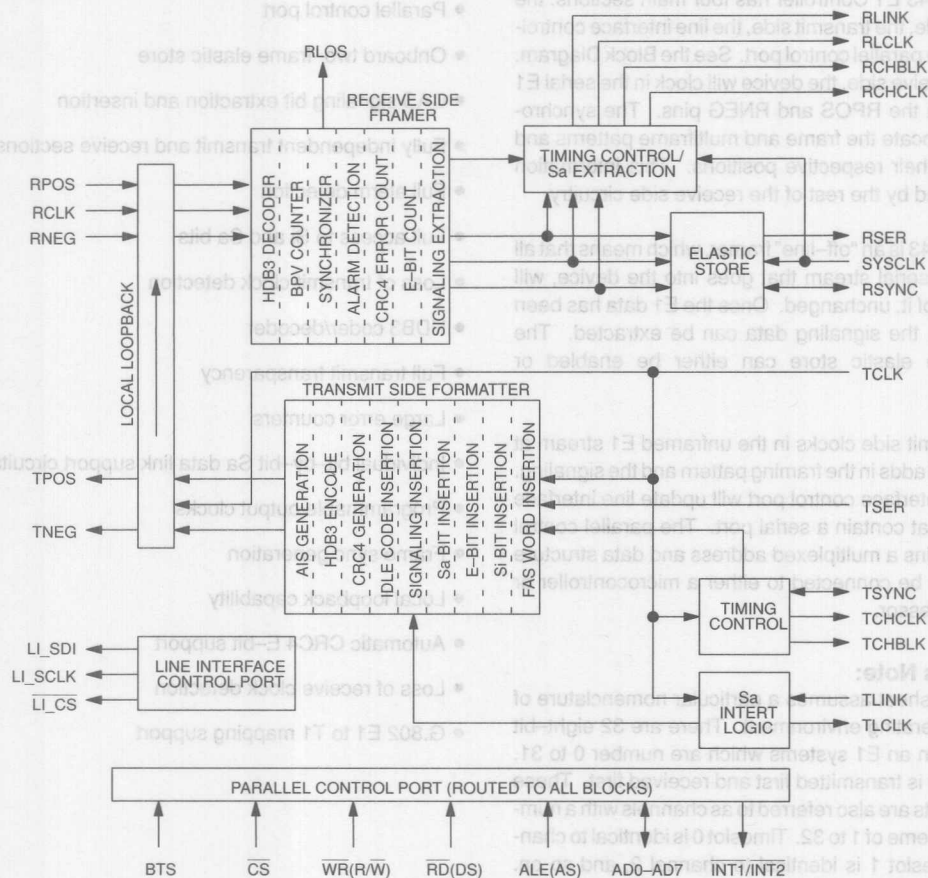 RLINK
RLCLK
RCHBLK
RCHCLK
RLOS
RECEIVE SIDE
FRAMER
HDB3 DECODER
BPV COUNTER
SYNCHRONIZER
ALARM DETECTION
CRC4 ERROR COUNT
E–BIT COUNT
SIGNALING EXTRACTION
TIMING CONTROL/
Sa EXTRACTION
RPOS
RCLK
RNEG
ELASTIC
STORE
RSER
SYSCLK
RSYNC
LOCAL LOOPBACK
TCLK
TRANSMIT SIDE FORMATTER
AIS GENERATION
HDB3 ENCODE
CRC4 GENERATION
IDLE CODE INSERTION
SIGNALING INSERTION
Sa BIT INSERTION
E–BIT INSERTION
Si BIT INSERTION
FAS WORD INSERTION
TPOS
TNEG
TSER
TIMING
CONTROL
TSYNC
TCHCLK
TCHBLK
LI_SDI
LI_SCLK
LI_CS
LINE INTERFACE
CONTROL PORT
Sa
INTERT
LOGIC
TLINK
TLCLK
PARALLEL CONTROL PORT (ROUTED TO ALL BLOCKS)
BTS
CS
WR(R/W)
RD(DS)
ALE(AS)
AD0–AD7
INT1/INT2